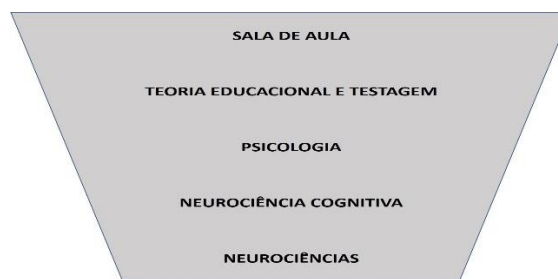 SALA DE AULA
TEORIA EDUCACIONAL E TESTAGEM
PSICOLOGIA
NEUROCIÊNCIA COGNITIVA
NEUROCIÊNCIAS